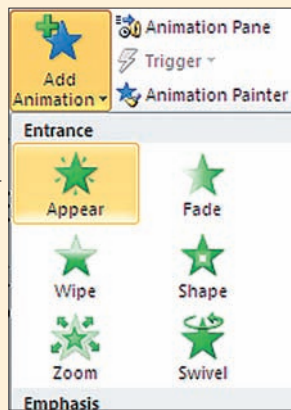 Add Animation
Animation Pane
Trigger
Animation Painter
Entrance
Appear Fade
Wipe Shape
Zoom Swivel
Emphasis